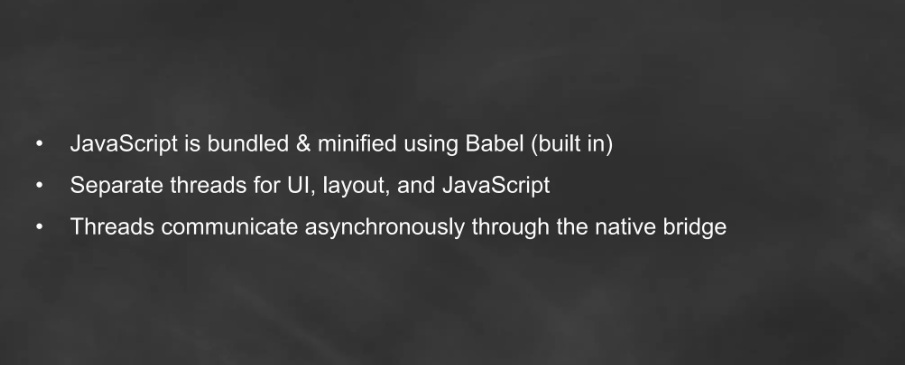 • JavaScript is bundled & minified using Babel (built in)
• Separate threads for UI, layout, and JavaScript
• Threads communicate asynchronously through the native bridge